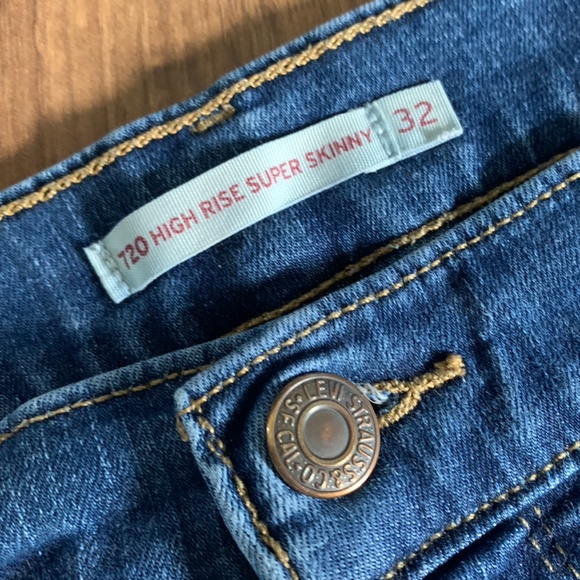 720 HIGH RISE SUPER SKINNY 32
LEVI STRAUSS & CO S.F. CAL